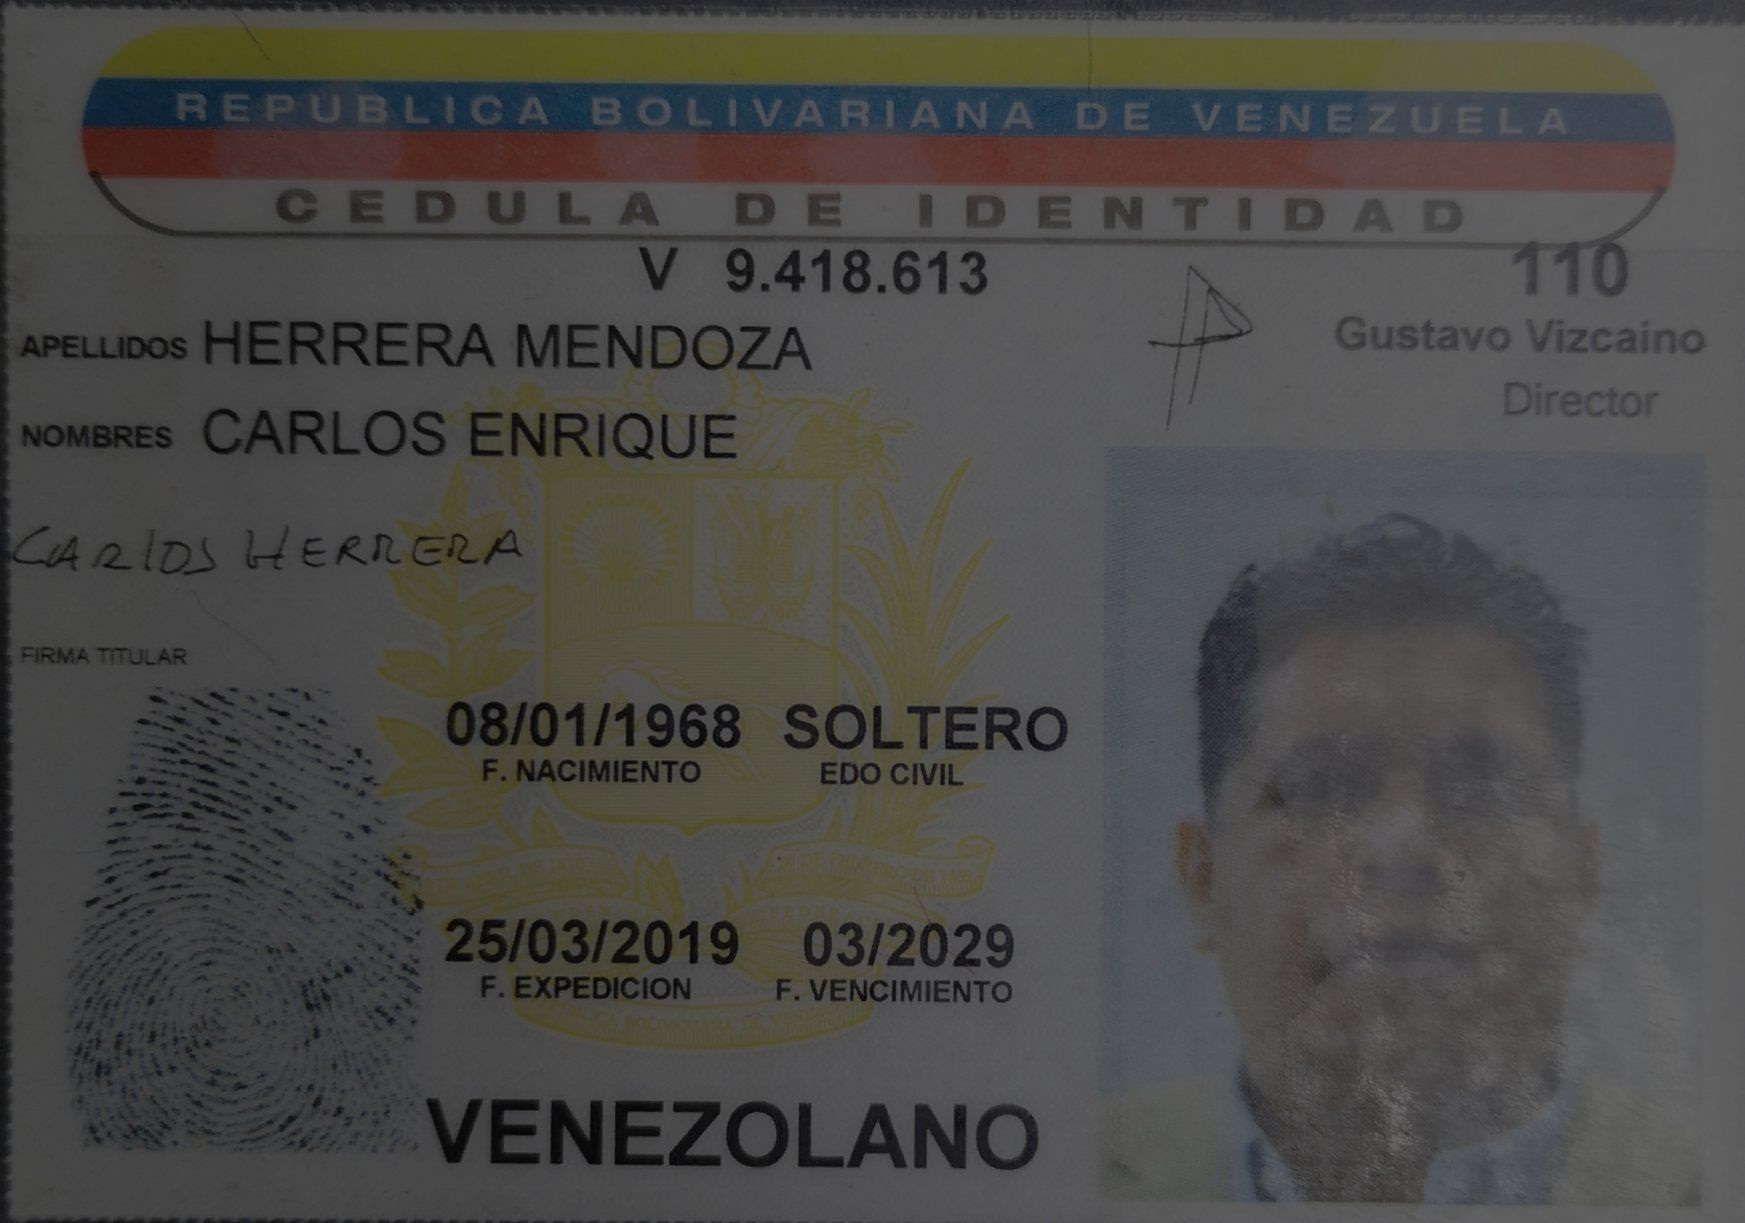 REPUBLICA BOLIVARIANA DE VENEZUELA
CEDULA DE IDENTIDAD
V 9.418.613
110
Gustavo Vizcaino
Director
APELLIDOS HERRERA MENDOZA
NOMBRES CARLOS ENRIQUE
CARLOS HERRERA
FIRMA TITULAR
08/01/1968 SOLTERO
F. NACIMIENTO EDO CIVIL
25/03/2019 03/2029
F. EXPEDICION F. VENCIMIENTO
VENEZOLANO